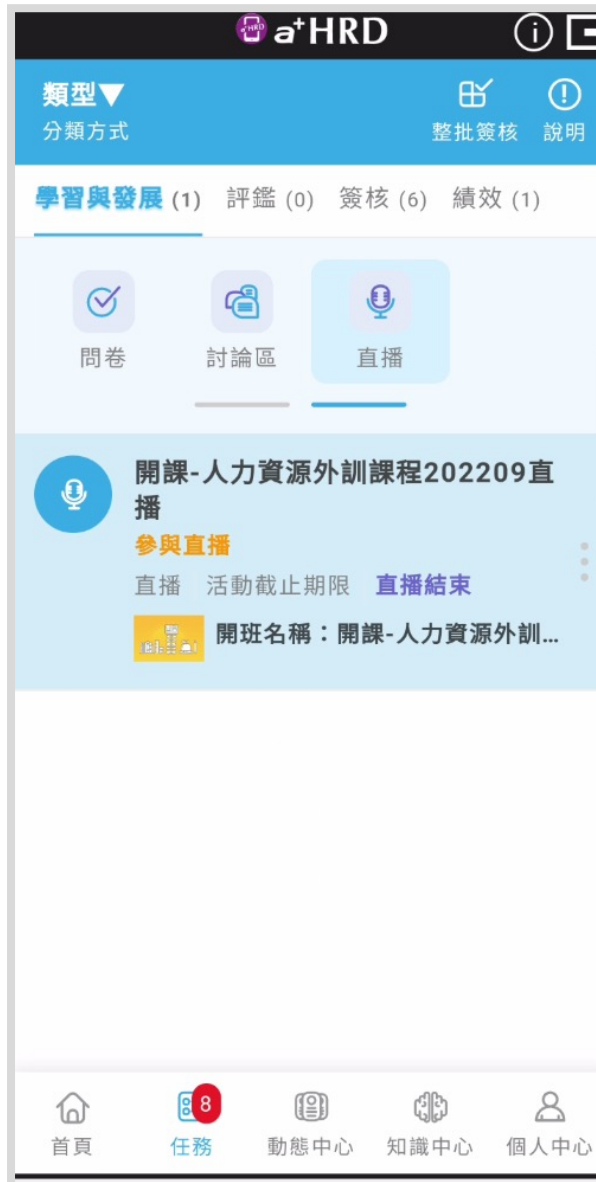 a⁺HRD
類型▼
分類方式
整批簽核 說明
學習與發展 (1) 評鑑 (0) 簽核 (6) 績效 (1)
問卷 討論區 直播
開課-人力資源外訓課程202209直
播
參與直播
直播 活動截止期限 直播結束
開班名稱：開課-人力資源外訓...
8
首頁 任務 動態中心 知識中心 個人中心